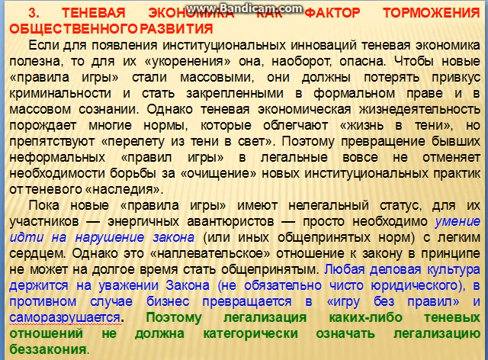 www.Bandicam.com
3. ТЕНЕВАЯ ЭКОНОМИКА КАК ФАКТОР ТОРМОЖЕНИЯ
ОБЩЕСТВЕННОГО РАЗВИТИЯ
Если для появления институциональных инноваций теневая экономика
полезна, то для их «укоренения» она, наоборот, опасна. Чтобы новые
«правила игры» стали массовыми, они должны потерять привкус
криминальности и стать закрепленными в формальном праве и в
массовом сознании. Однако теневая экономическая жизнедеятельность
порождает многие нормы, которые облегчают «жизнь в тени», но
препятствуют «перелету из тени в свет». Поэтому превращение бывших
неформальных «правил игры» в легальные вовсе не отменяет
необходимости борьбы за «очищение» новых институциональных практик
от теневого «наследия».
Пока новые «правила игры» имеют нелегальный статус, для их
участников — энергичных авантюристов — просто необходимо умение
идти на нарушение закона (или иных общепринятых норм) с легким
сердцем. Однако это «наплевательское» отношение к закону в принципе
не может на долгое время стать общепринятым. Любая деловая культура
держится на уважении Закона (не обязательно чисто юридического), в
противном случае бизнес превращается в «игру без правил» и
саморазрушается. Поэтому легализация каких-либо теневых
отношений не должна категорически означать легализацию
беззакония.